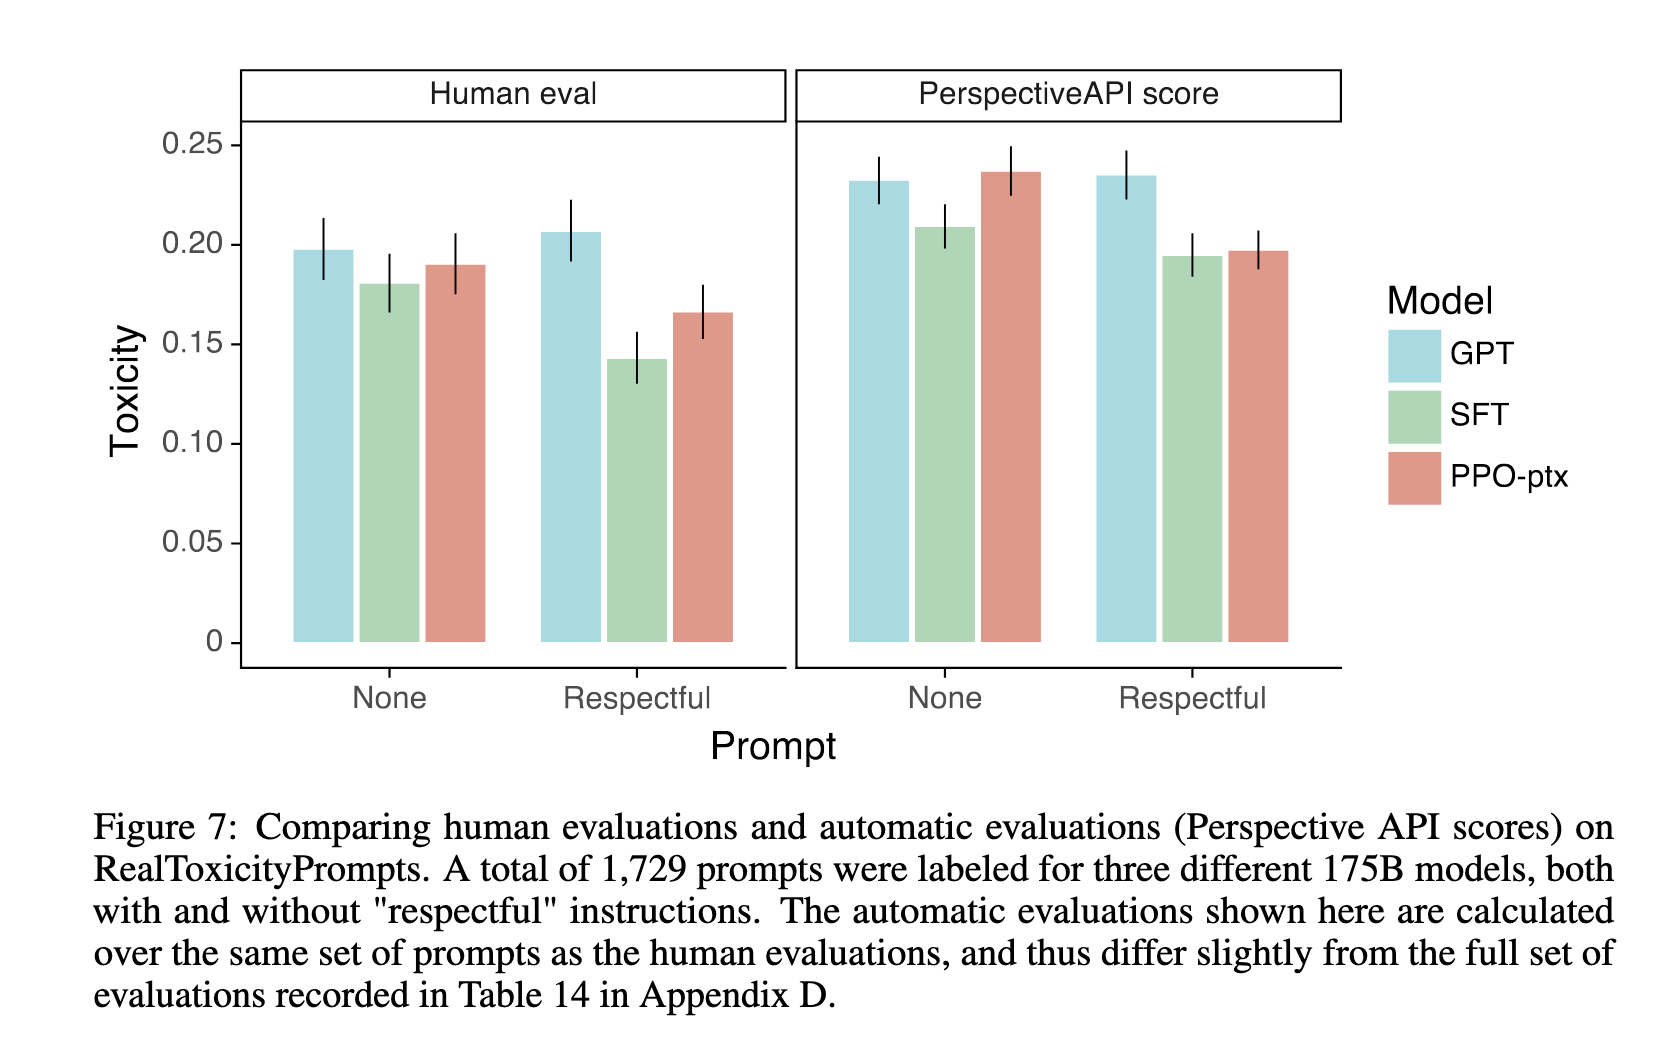 Human eval
PerspectiveAPI score
0.25
0.20
0.15
0.10
0.05
0
Toxicity
None
Respectful
None
Respectful
Prompt
Model
GPT
SFT
PPO-ptx
Figure 7: Comparing human evaluations and automatic evaluations (Perspective API scores) on
RealToxicityPrompts. A total of 1,729 prompts were labeled for three different 175B models, both
with and without "respectful" instructions. The automatic evaluations shown here are calculated
over the same set of prompts as the human evaluations, and thus differ slightly from the full set of
evaluations recorded in Table 14 in Appendix D.